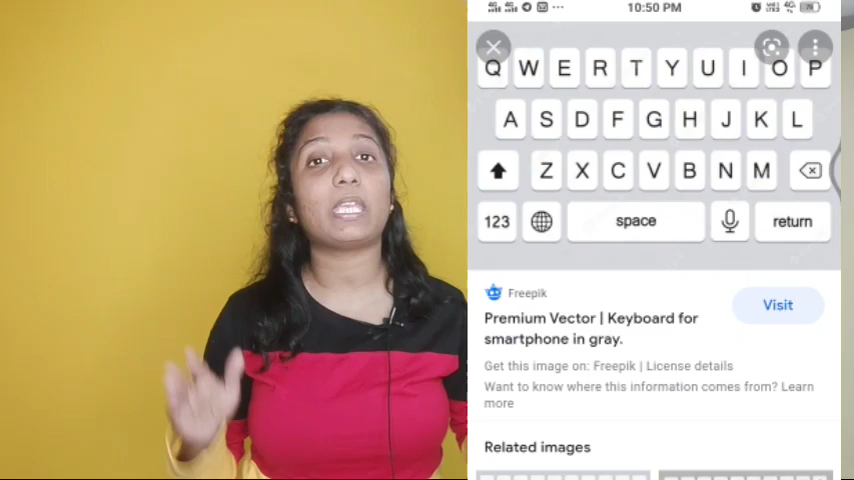 10:50 PM
Q W E R T Y U I O P
A S D F G H J K L
Z X C V B N M
123 space return
Freepik
Visit
Premium Vector | Keyboard for
smartphone in gray.
Get this image on: Freepik | License details
Want to know where this information comes from? Learn
more
Related images